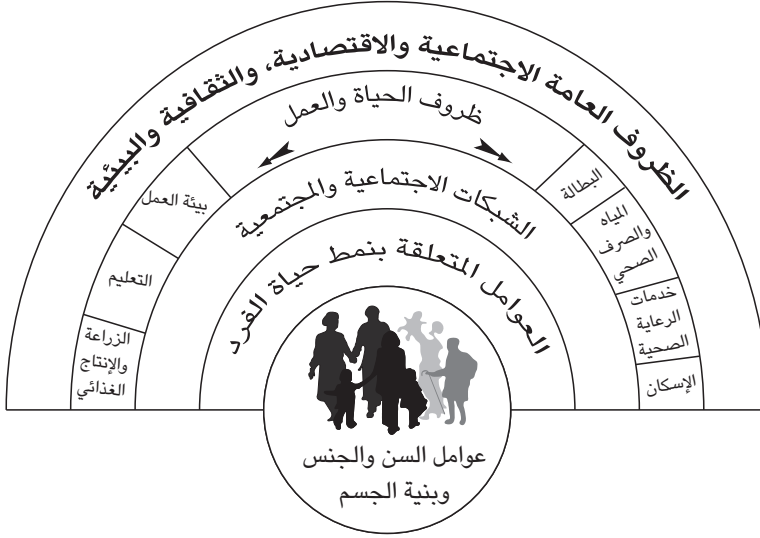 الظروف العامة الاجتماعية والاقتصادية، والثقافية والبيئية
ظروف الحياة والعمل
البطالة
المياه
والصرف
الصحي
خدمات
الرعاية
الصحية
الإسكان
بيئة العمل
التعليم
الزراعة
والإنتاج
الغذائي
الشبكات الاجتماعية والمجتمعية
العوامل المتعلقة بنمط حياة الفرد
عوامل السن والجنس
وبنية الجسم